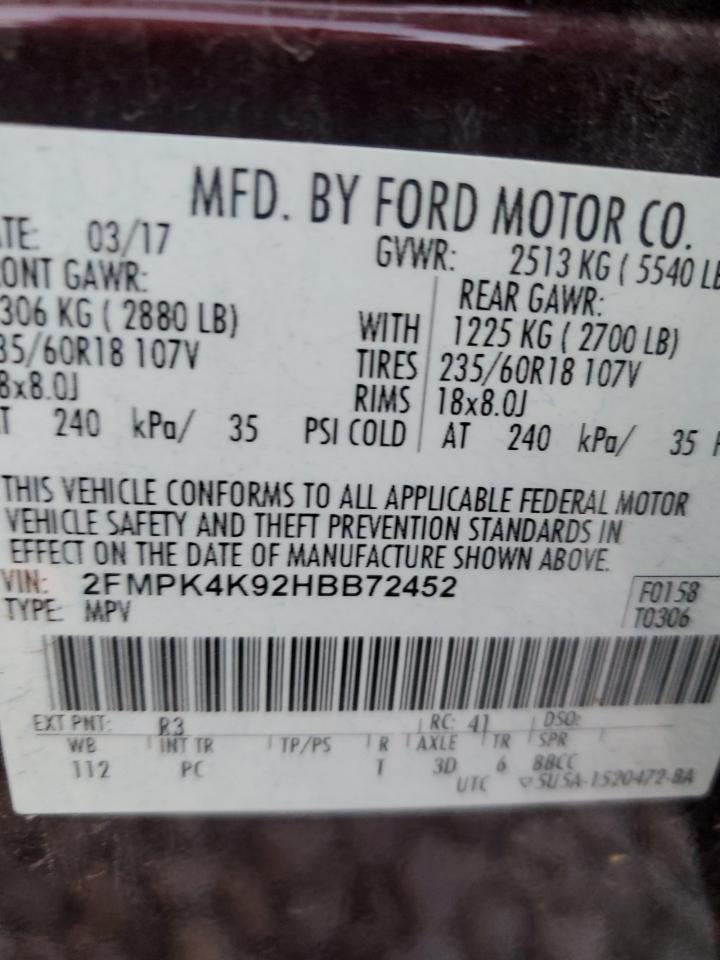 MFD. BY FORD MOTOR CO.
ATE: 03/17 GVWR: 2513 KG ( 5540 LB
ONT GAWR: REAR GAWR:
306 KG ( 2880 LB) WITH 1225 KG ( 2700 LB)
35/60R18 107V TIRES 235/60R18 107V
8x8.0J RIMS 18x8.0J
AT 240 kPa/ 35 PSI COLD AT 240 kPa/ 35 P
THIS VEHICLE CONFORMS TO ALL APPLICABLE FEDERAL MOTOR
VEHICLE SAFETY AND THEFT PREVENTION STANDARDS IN
EFFECT ON THE DATE OF MANUFACTURE SHOWN ABOVE.
VIN: 2FMPK4K92HBB72452 F0158
TYPE: MPV T0306
EXT PNT: R3 RC: 41 DSO:
WB INT TR TP/PS R AXLE TR SPR
112 PC T 3D 6 BBCC
UTC SU5A-1520472-BA